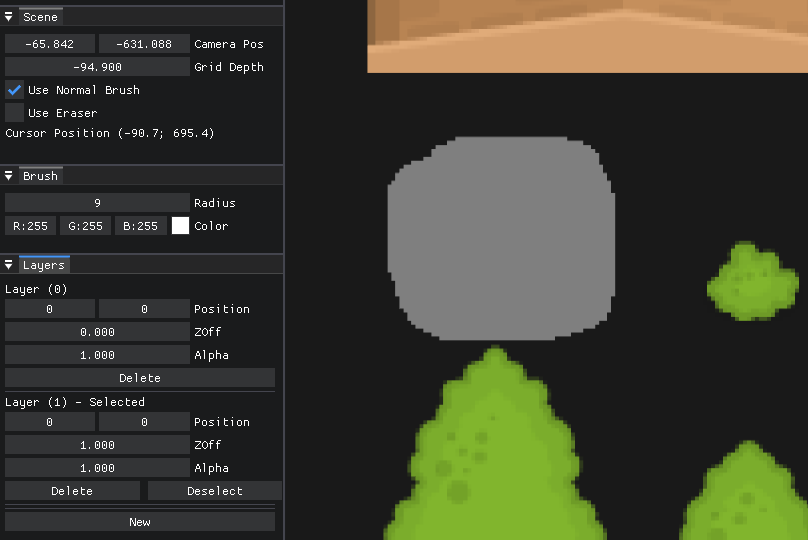 Scene
-65.842 -631.088 Camera Pos
-94.900 Grid Depth
Use Normal Brush
Use Eraser
Cursor Position (-90.7; 695.4)
Brush
9 Radius
R:255 G:255 B:255 Color
Layers
Layer (0)
0 0 Position
0.000 ZOff
1.000 Alpha
Delete
Layer (1) - Selected
0 0 Position
1.000 ZOff
1.000 Alpha
Delete Deselect
New